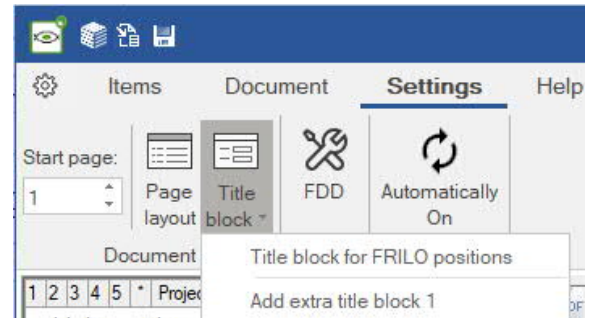 Items Document Settings Help
Start page:
1
Page layout
Title block
FDD
Automatically On
Document
Title block for FRILO positions
1 2 3 4 5 *
Add extra title block 1